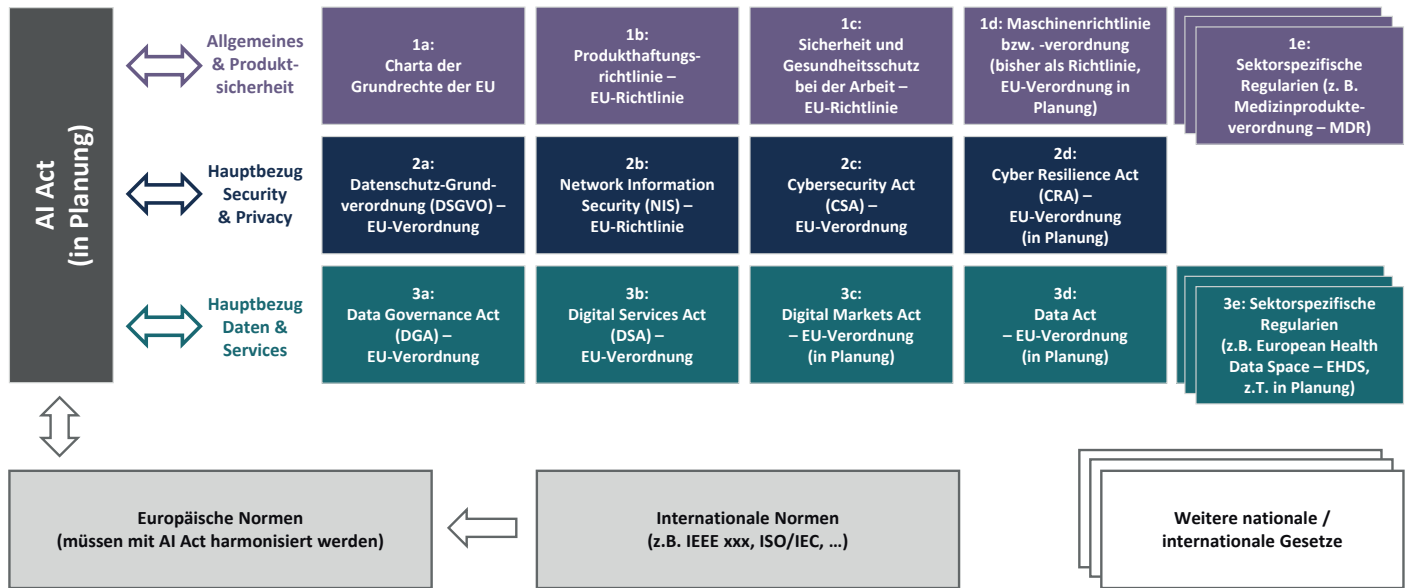 AI Act
(in Planung)
Allgemeines
& Produkt-
sicherheit
1a:
Charta der
Grundrechte der EU
1b:
Produkthaftungs-
richtlinie –
EU-Richtlinie
1c:
Sicherheit und
Gesundheitsschutz
bei der Arbeit –
EU-Richtlinie
1d: Maschinenrichtlinie
bzw. -verordnung
(bisher als Richtlinie,
EU-Verordnung in
Planung)
1e:
Sektorspezifische
Regularien (z. B.
Medizinprodukte-
verordnung – MDR)
Hauptbezug
Security
& Privacy
2a:
Datenschutz-Grund-
verordnung (DSGVO) –
EU-Verordnung
2b:
Network Information
Security (NIS) –
EU-Richtlinie
2c:
Cybersecurity Act
(CSA) –
EU-Verordnung
2d:
Cyber Resilience Act
(CRA) –
EU-Verordnung
(in Planung)
Hauptbezug
Daten &
Services
3a:
Data Governance Act
(DGA) –
EU-Verordnung
3b:
Digital Services Act
(DSA) –
EU-Verordnung
3c:
Digital Markets Act
– EU-Verordnung
(in Planung)
3d:
Data Act
– EU-Verordnung
(in Planung)
3e: Sektorspezifische
Regularien
(z.B. European Health
Data Space – EHDS,
z.T. in Planung)
Europäische Normen
(müssen mit AI Act harmonisiert werden)
Internationale Normen
(z.B. IEEE xxx, ISO/IEC, …)
Weitere nationale /
internationale Gesetze